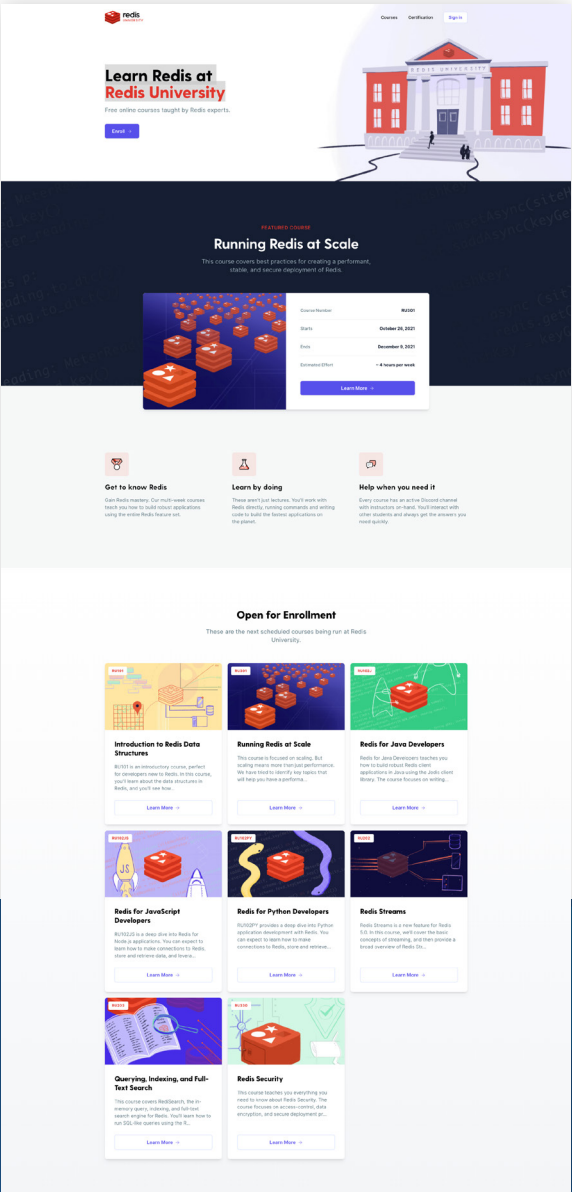 redis
Courses
Certification
Sign in
REDIS UNIVERSITY
Learn Redis at
Redis University
Free online courses taught by Redis experts.
Enroll →
FEATURED COURSE
Running Redis at Scale
This course covers best practices for creating a performant,
stable, and secure deployment of Redis.
Course Number
RU301
Starts
October 26, 2021
Ends
December 9, 2021
Estimated Effort
~ 4 hours per week
Learn More →
Get to know Redis
Gain Redis mastery. Our multi-week courses
teach you how to build robust applications
using the entire Redis feature set.
Learn by doing
These aren't just lectures. You'll work with
Redis directly, running commands and writing
code to build the fastest applications on
the planet.
Help when you need it
Every course has an active Discord channel
with instructors on-hand. You'll interact with
other students and always get the answers you
need quickly.
Open for Enrollment
These are the next scheduled courses being run at Redis
University.
RU101
Introduction to Redis Data
Structures
RU101 is an introductory course, perfect
for developers new to Redis. In this course,
you'll learn about the data structures in
Redis, and you'll see how...
Learn More →
RU301
Running Redis at Scale
This course is focused on scaling. But
scaling means more than just performance.
We have tried to identify key topics that
will help you have a performa...
Learn More →
Redis for Java Developers
Redis for Java Developers teaches you
how to build robust Redis client
applications in Java using the Jedis client
library. The course focuses on writing...
Learn More →
RU102JS
JS
Redis for JavaScript
Developers
RU102JS is a deep dive into Redis for
Node.js applications. You can expect to
learn how to make connections to Redis,
store and retrieve data, and levera...
Learn More →
RU102PY
Redis for Python Developers
RU102PY provides a deep dive into Python
application development with Redis. You
can expect to learn how to make
connections to Redis, store and retrieve...
Learn More →
RU202
Redis Streams
Redis Streams is a new feature for Redis
5.0. In this course, we'll cover the basic
concepts of streaming, and then provide a
broad overview of Redis Str...
Learn More →
RU203
Querying, Indexing, and Full-
Text Search
This course covers RediSearch, the in-
memory query, indexing, and full-text
search engine for Redis. You'll learn how to
run SQL-like queries using the R...
Learn More →
RU330
Redis Security
This course teaches you everything you
need to know about Redis Security. The
course focuses on access-control, data
encryption, and secure deployment pr...
Learn More →